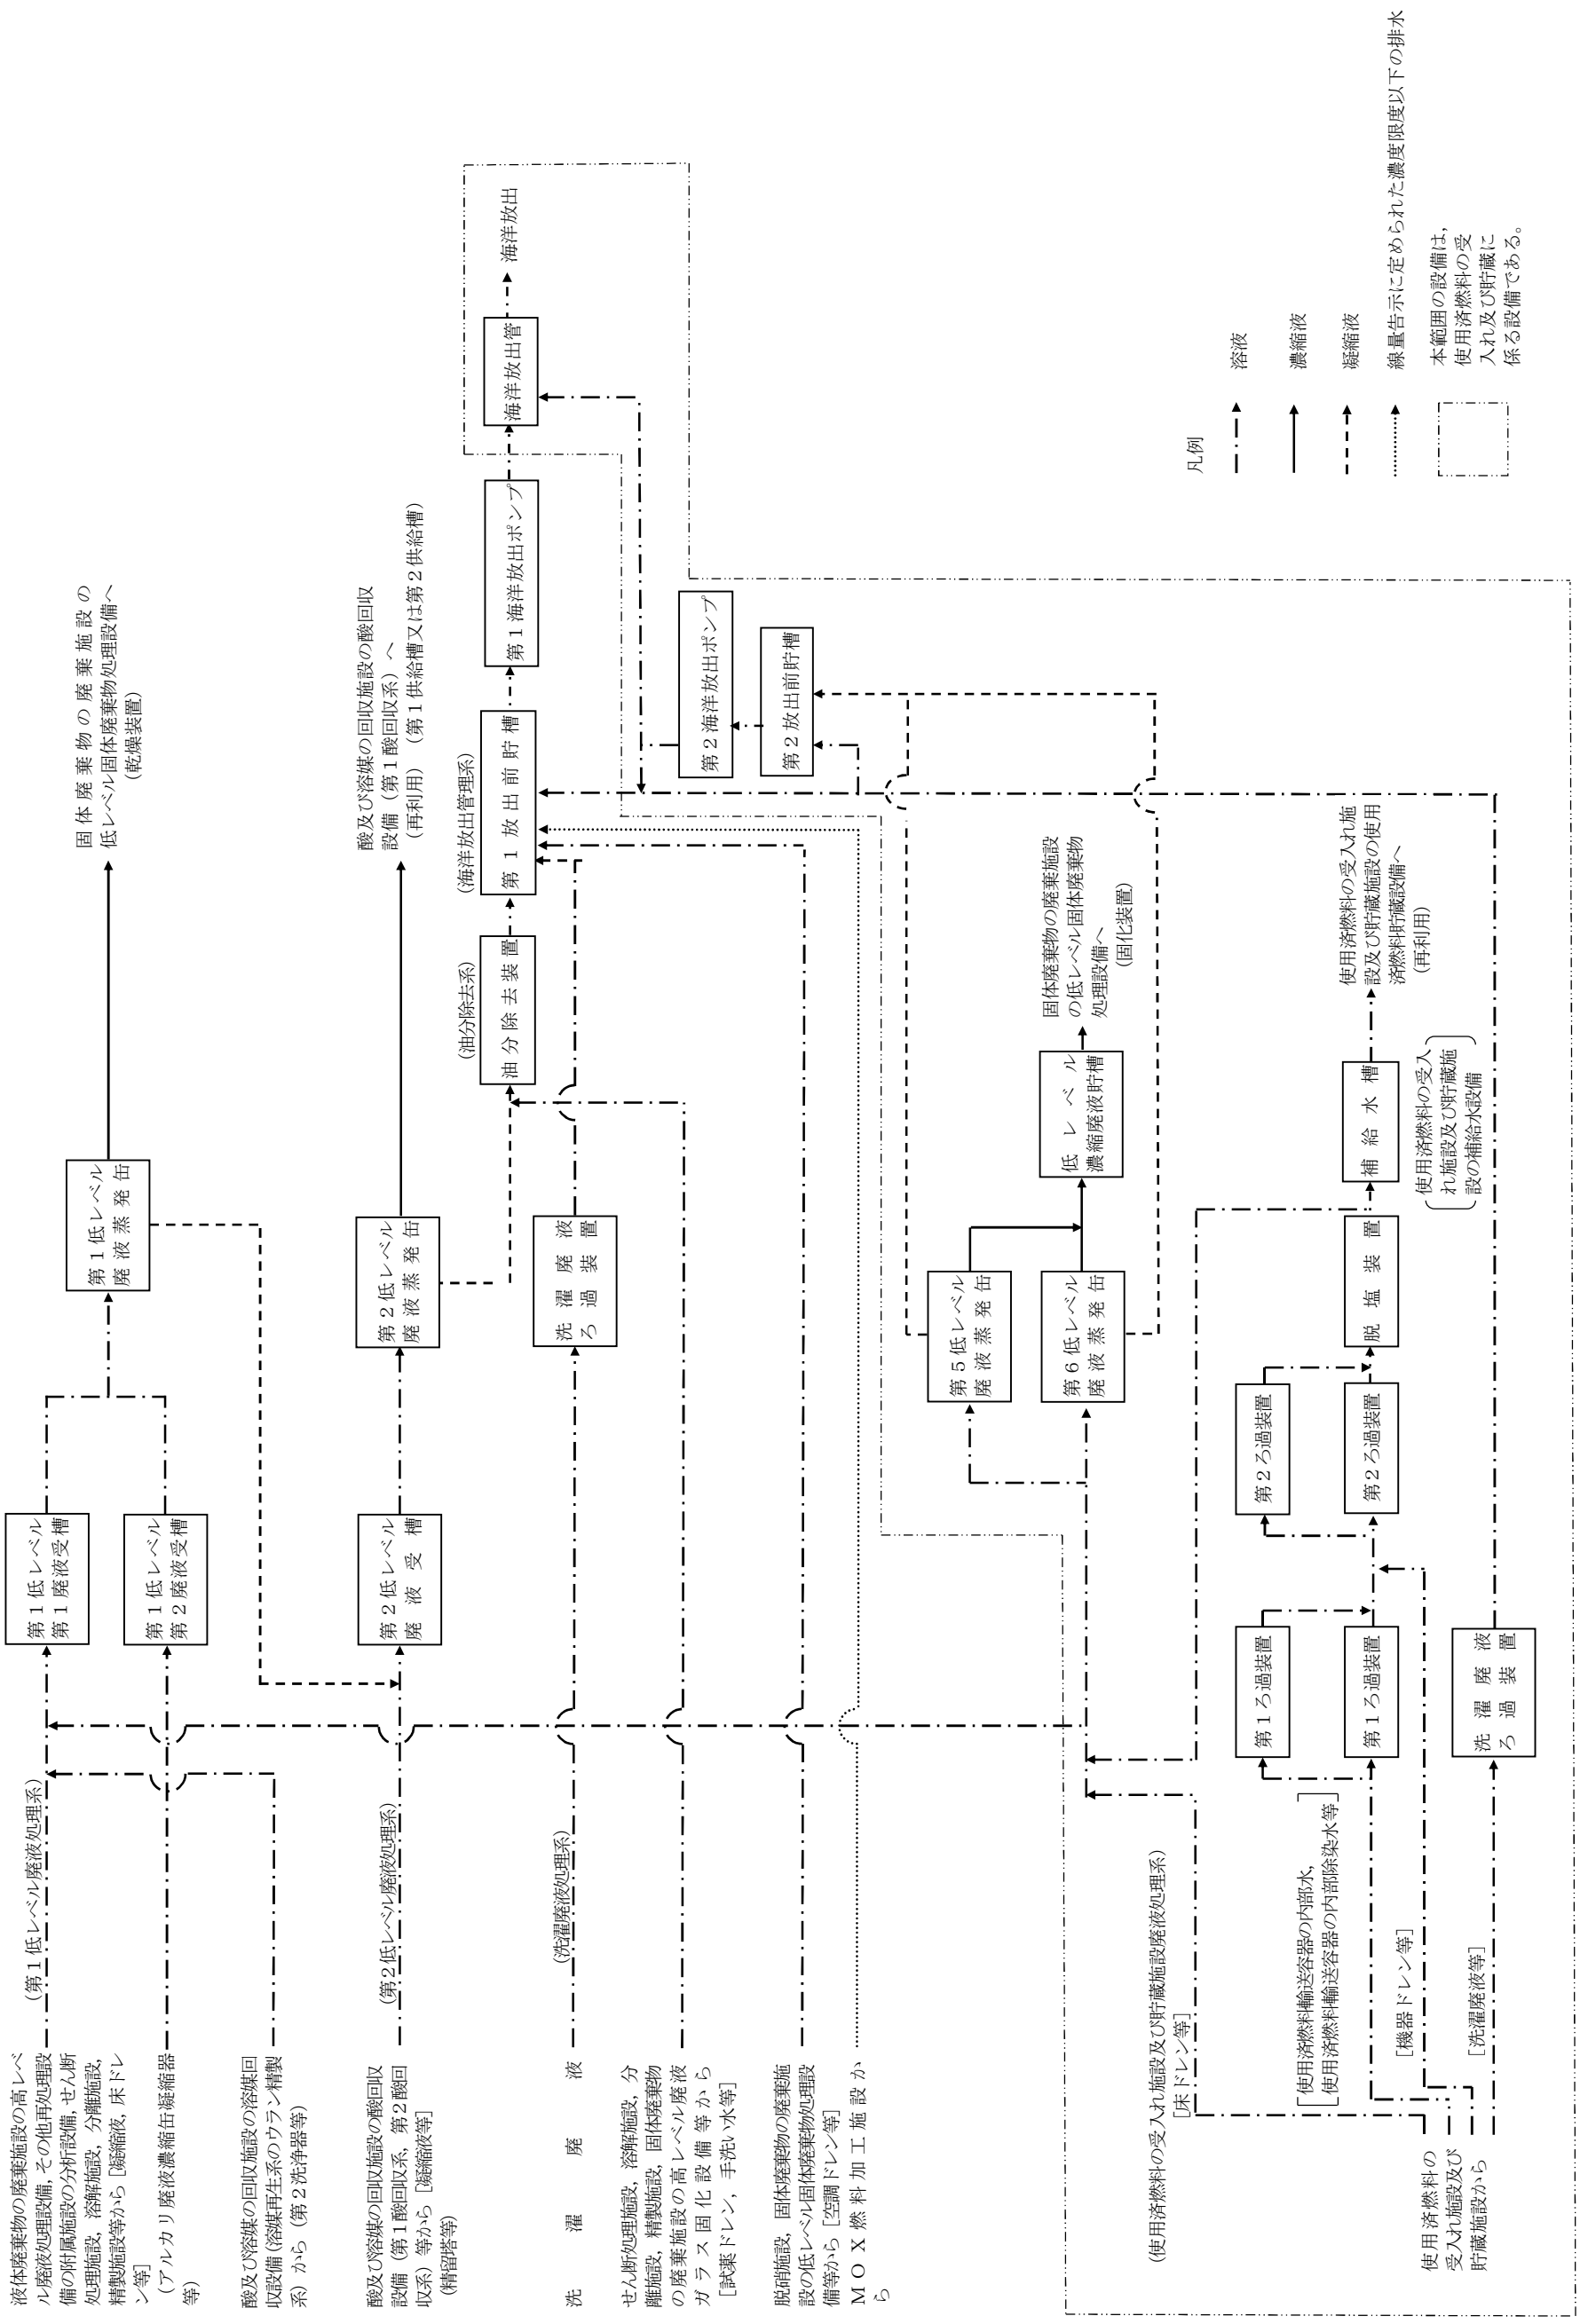 液体廃棄物の廃棄施設の高レベ
ル廃液処理設備，その他再処理設
備の附属施設の分析設備，せん断
処理施設，溶解施設，分離施設，
精製施設等から［凝縮液，床ドレ
ン等］
（アルカリ廃液濃縮缶凝縮器
等）
酸及び溶媒の回収施設の溶媒回
収設備（溶媒再生系のウラン精製
系）から（第２洗浄器等）
酸及び溶媒の回収施設の酸回収
設備（第１酸回収系，第２酸回
収系）等から［凝縮液等］
（精留塔等）
洗濯廃液
せん断処理施設，溶解施設，分
離施設，精製施設，固体廃棄物
の廃棄施設の高レベル廃液
ガラス固化設備等から
［試薬ドレン，手洗い水等］
脱硝施設，固体廃棄物の廃棄施
設の低レベル固体廃棄物処理設
備等から［空調ドレン等］
ＭＯＸ燃料加工施設か
ら
（第１低レベル廃液処理系）
第１低レベル
第１廃液受槽
第１低レベル
第２廃液受槽
第１低レベル
廃液蒸発缶
固体廃棄物の廃棄施設の
低レベル固体廃棄物処理設備へ
（乾燥装置）
（第２低レベル廃液処理系）
第２低レベル
廃液受槽
第２低レベル
廃液蒸発缶
酸及び溶媒の回収施設の酸回収
設備（第１酸回収系）へ
（再利用）（第１供給槽又は第２供給槽）
（洗濯廃液処理系）
洗濯廃液
ろ過装置
（油分除去系）
油分除去装置
（海洋放出管理系）
第１放出前貯槽
第１海洋放出ポンプ
海洋放出管
海洋放出
第２海洋放出ポンプ
第２放出前貯槽
（使用済燃料の受入れ施設及び貯蔵施設廃液処理系）
［床ドレン等］
第５低レベル
廃液蒸発缶
第６低レベル
廃液蒸発缶
低レベル
濃縮廃液貯槽
固体廃棄物の廃棄施設
の低レベル固体廃棄物
処理設備へ
（固化装置）
使用済燃料の
受入れ施設及び
貯蔵施設から
［使用済燃料輸送容器の内部水，
使用済燃料輸送容器の内部除染水等］
［機器ドレン等］
［洗濯廃液等］
第１ろ過装置
第１ろ過装置
第２ろ過装置
第２ろ過装置
脱塩装置
補給水槽
使用済燃料の受入れ施
設及び貯蔵施設の使用
済燃料貯蔵設備へ
（再利用）
使用済燃料の受入
れ施設及び貯蔵施
設の補給水設備
洗濯廃液
ろ過装置
凡例
溶液
濃縮液
凝縮液
線量告示に定められた濃度限度以下の排水
本範囲の設備は，
使用済燃料の受
入れ及び貯蔵に
係る設備である。